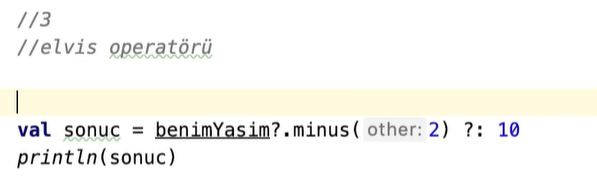 //3
//elvis operatörü
val sonuc = benimYasim?.minus( other: 2) ?: 10
println(sonuc)